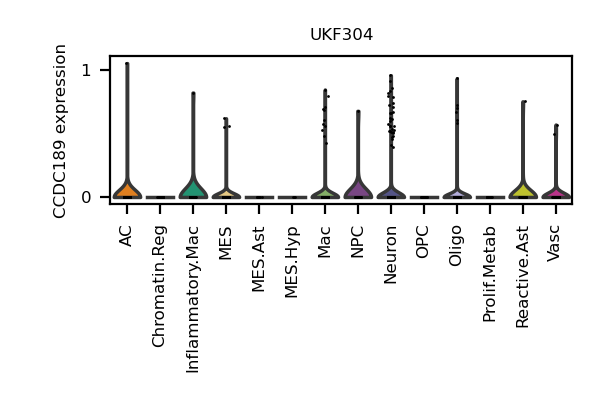 UKF304
CCDC189 expression
1
0
AC
Chromatin.Reg
Inflammatory.Mac
MES
MES.Ast
MES.Hyp
Mac
NPC
Neuron
OPC
Oligo
Prolif.Metab
Reactive.Ast
Vasc